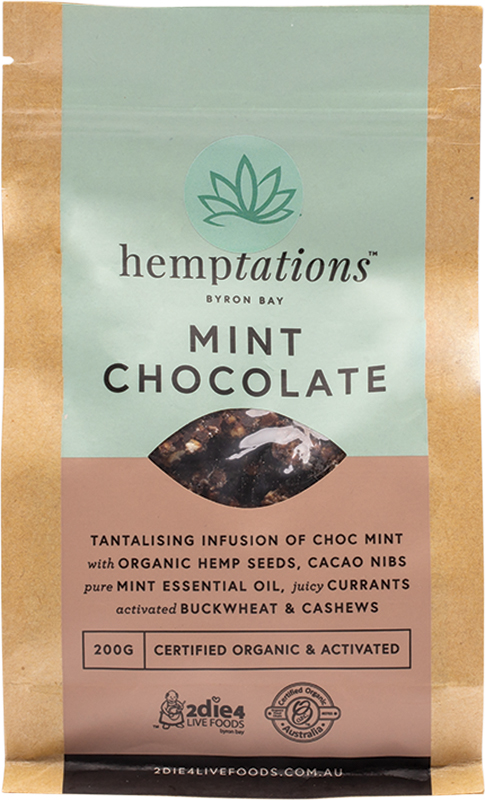 hemptations™
BYRON BAY
MINT
CHOCOLATE
TANTALISING INFUSION OF CHOC MINT
with ORGANIC HEMP SEEDS, CACAO NIBS
pure MINT ESSENTIAL OIL, juicy CURRANTS
activated BUCKWHEAT & CASHEWS
200G CERTIFIED ORGANIC & ACTIVATED
2die4
LIVE FOODS
byron bay
Certified Organic
Australia
2DIE4LIVEFOODS.COM.AU